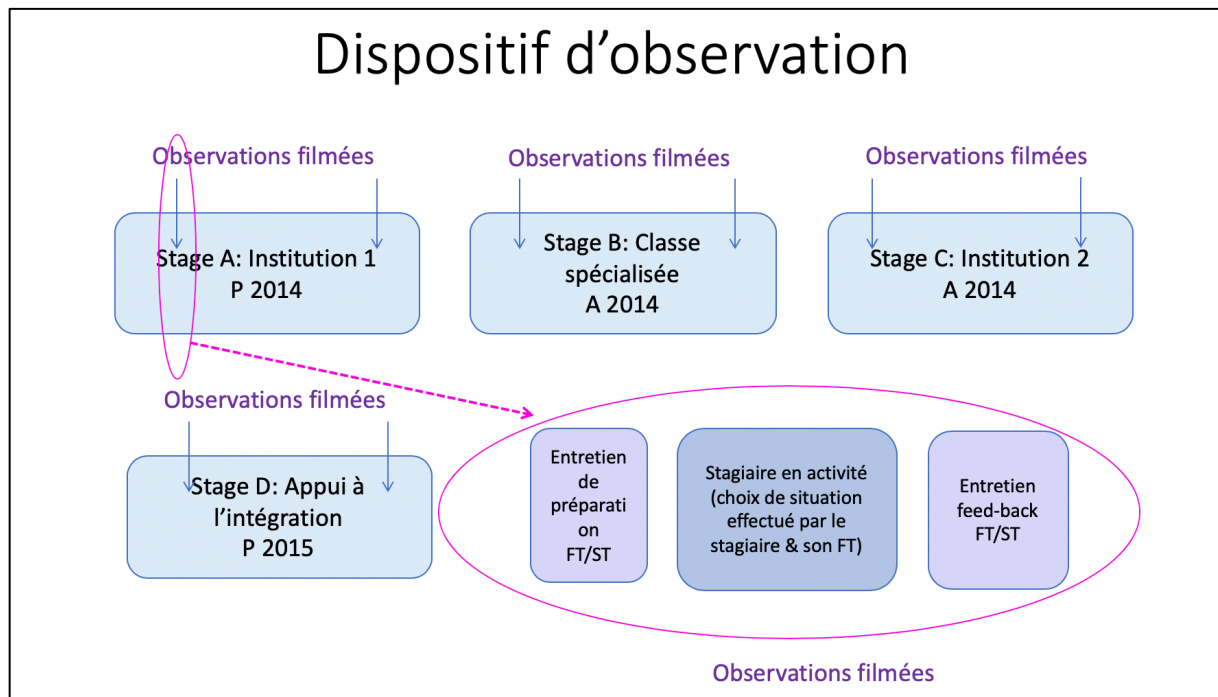 Dispositif d’observation
Observations filmées
Observations filmées
Observations filmées
Stage A: Institution 1
P 2014
Stage B: Classe
spécialisée
A 2014
Stage C: Institution 2
A 2014
Observations filmées
Stage D: Appui à
l’intégration
P 2015
Entretien
de
préparati
on
FT/ST
Stagiaire en activité
(choix de situation
effectué par le
stagiaire & son FT)
Entretien
feed-back
FT/ST
Observations filmées